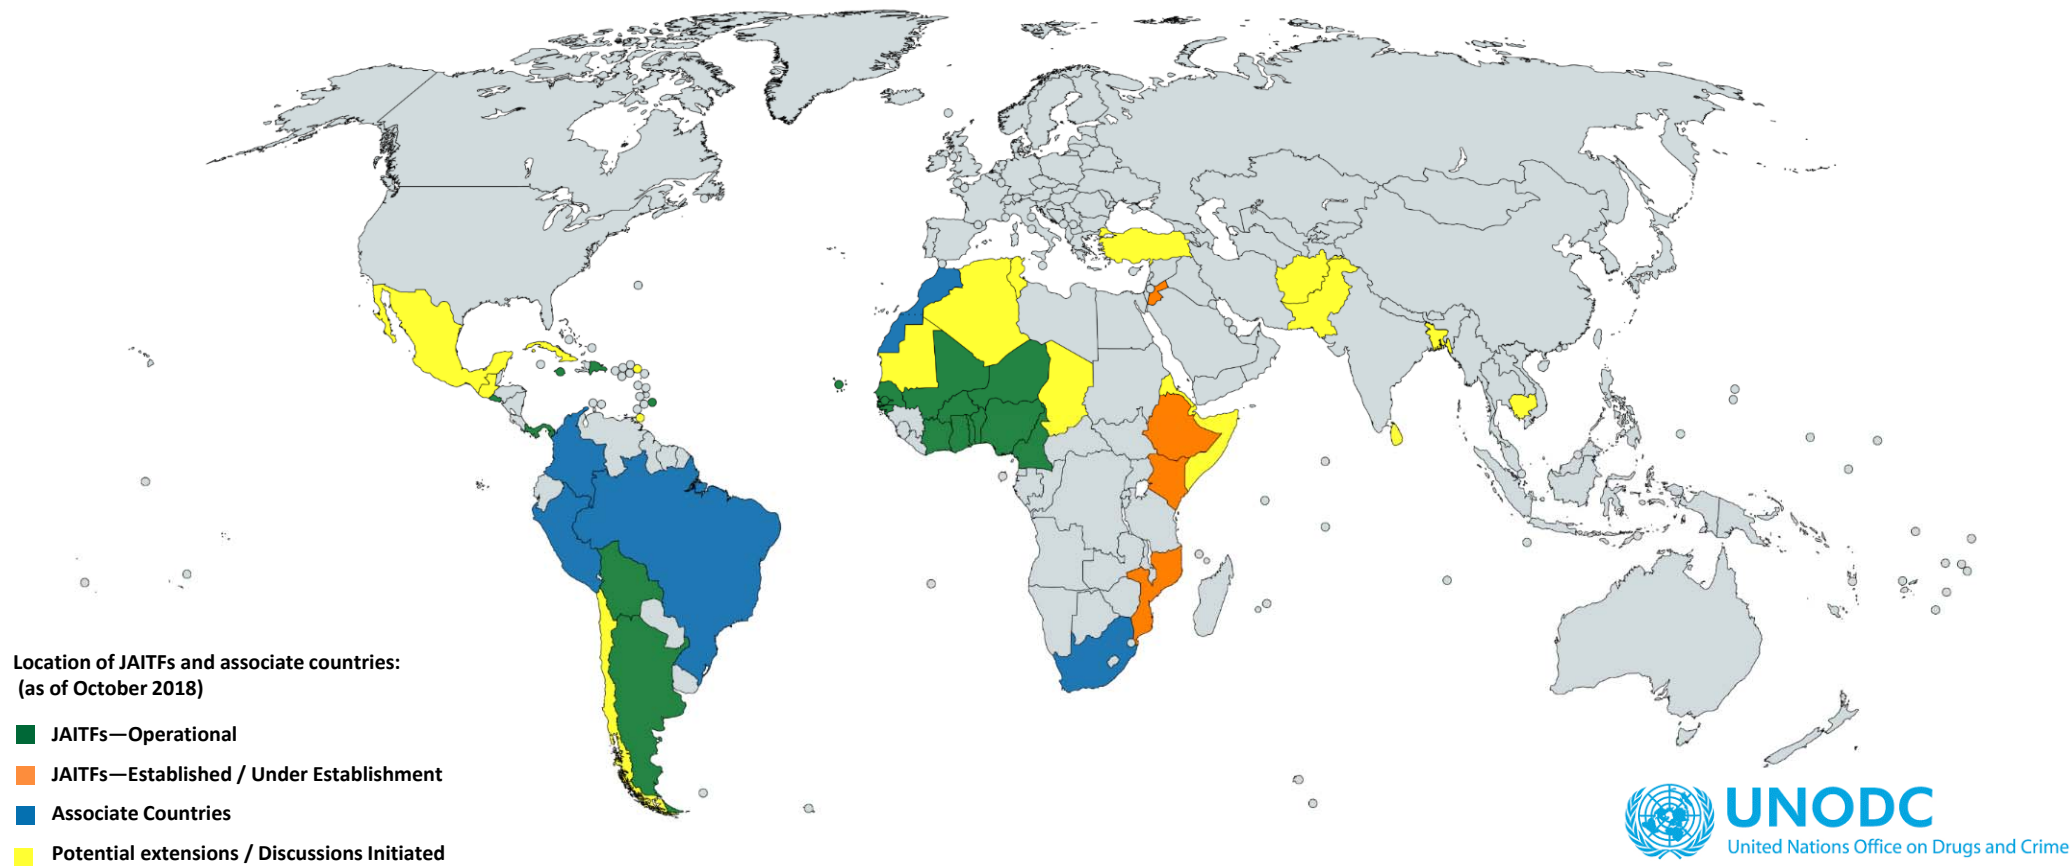 Location of JAITFs and associate countries:
(as of October 2018)
JAITFs—Operational
JAITFs—Established / Under Establishment
Associate Countries
Potential extensions / Discussions Initiated
UNODC
United Nations Office on Drugs and Crime